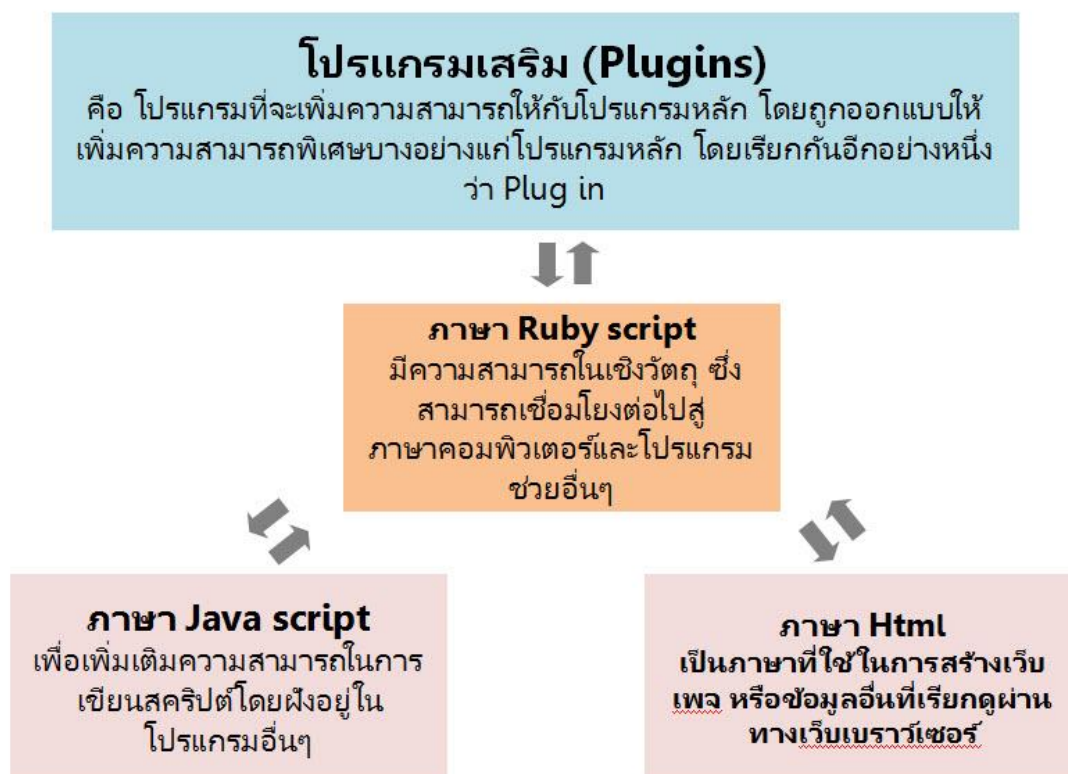 โปรแกรมเสริม (Plugins)
คือ โปรแกรมที่จะเพิ่มความสามารถให้กับโปรแกรมหลัก โดยถูกออกแบบให้
เพิ่มความสามารถพิเศษบางอย่างแก่โปรแกรมหลัก โดยเรียกกันอีกอย่างหนึ่ง
ว่า Plug in
ภาษา Ruby script
มีความสามารถในเชิงวัตถุ ซึ่ง
สามารถเชื่อมโยงต่อไปสู่
ภาษาคอมพิวเตอร์และโปรแกรม
ช่วยอื่นๆ
ภาษา Java script
เพื่อเพิ่มเติมความสามารถในการ
เขียนสคริปต์โดยฝังอยู่ใน
โปรแกรมอื่นๆ
ภาษา Html
เป็นภาษาที่ใช้ในการสร้างเว็บ
เพจ หรือข้อมูลอื่นที่เรียกดูผ่าน
ทางเว็บเบราว์เซอร์